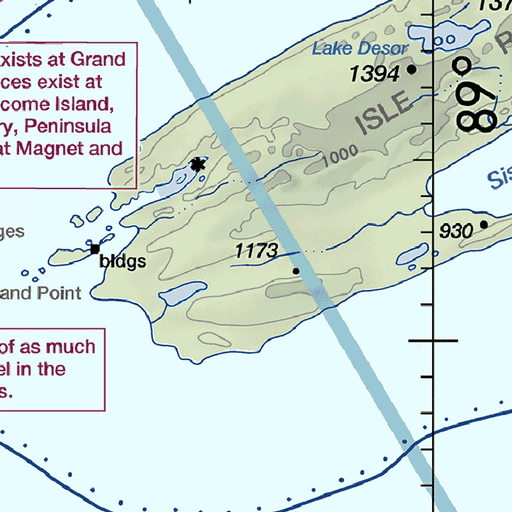 137
xists at Grand
ces exist at
come Island,
ry, Peninsula
at Magnet and
Lake Desor
1394
ISLE
89°
1000
Sis
ges
930
1173
bldgs
and Point
of as much
el in the
s.